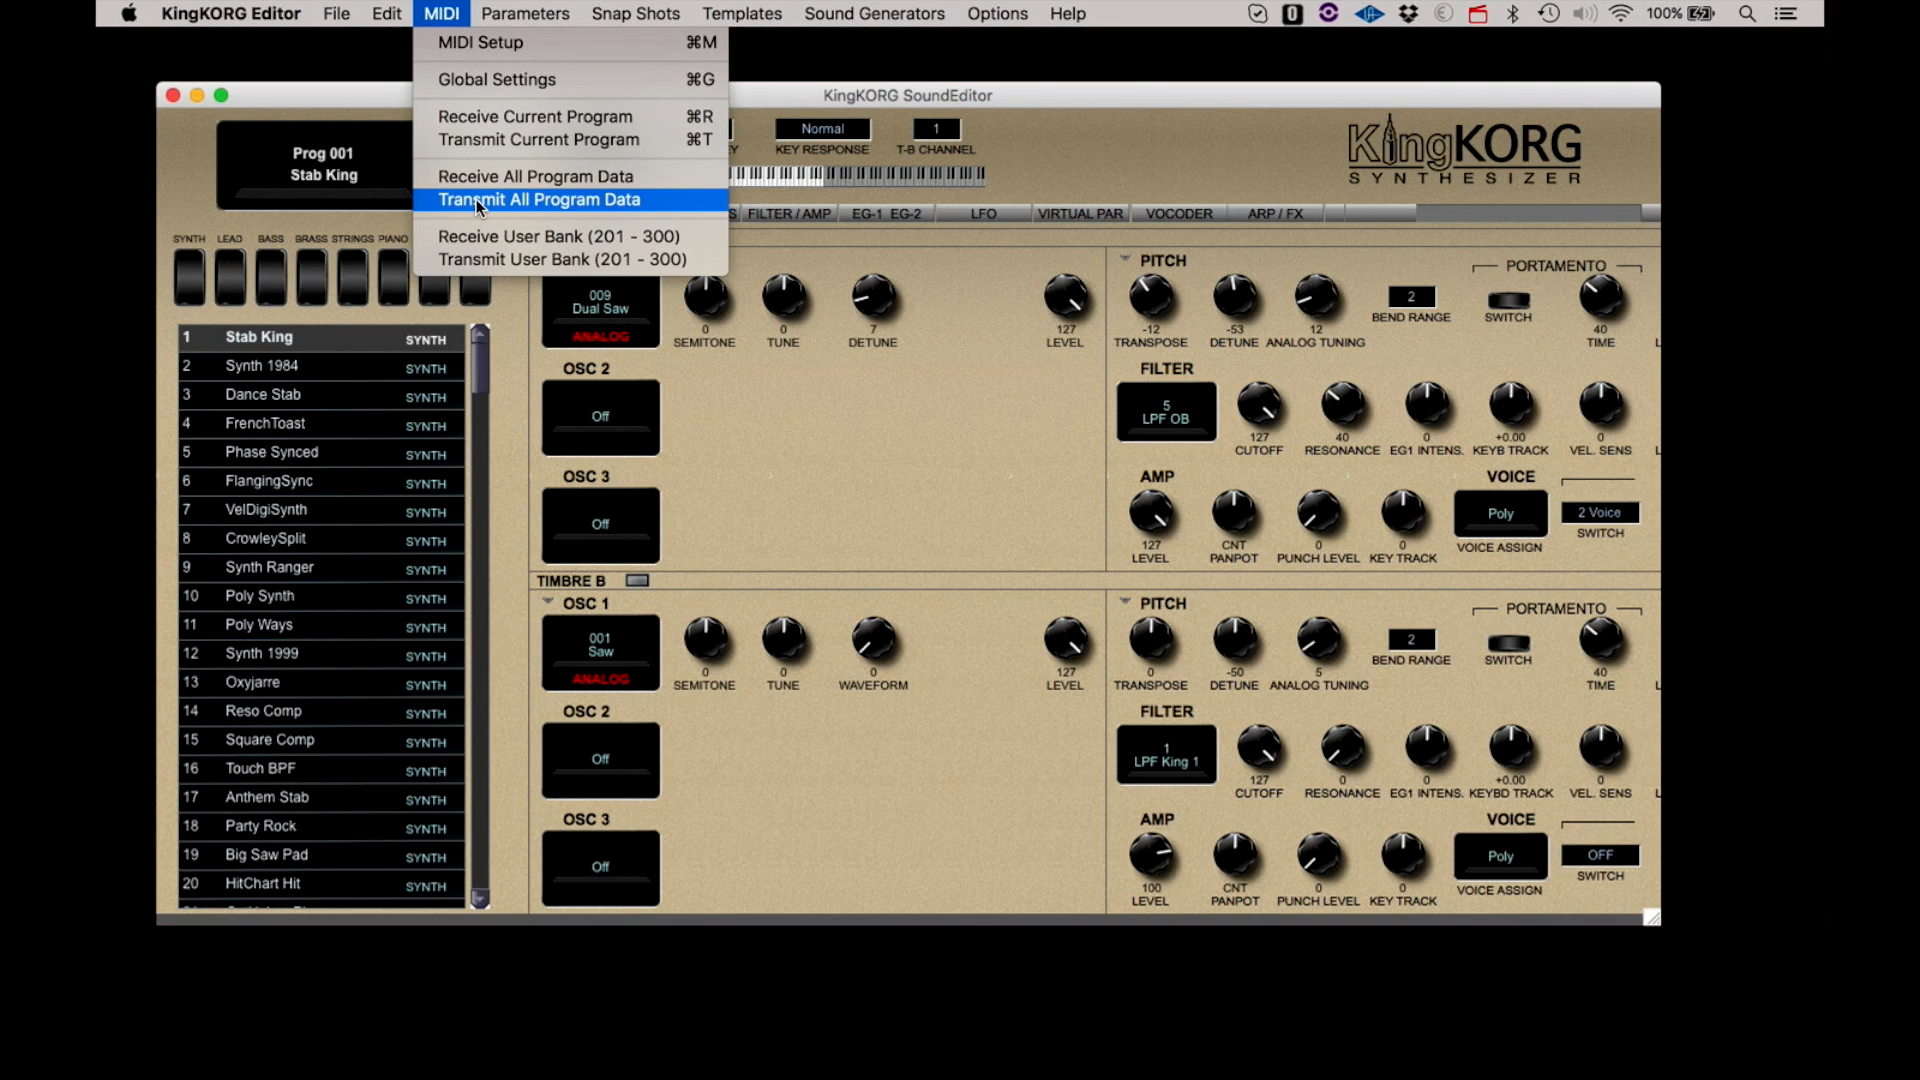 KingKORG Editor File Edit MIDI Parameters Snap Shots Templates Sound Generators Options Help 100%
MIDI Setup ⌘M
Global Settings ⌘G
Receive Current Program ⌘R
Transmit Current Program ⌘T
Receive All Program Data
Transmit All Program Data
Receive User Bank (201 - 300)
Transmit User Bank (201 - 300)
KingKORG SoundEditor
Prog 001
Stab King
Normal 1
KEY RESPONSE T-B CHANNEL
KingKORG
SYNTHESIZER
FILTER / AMP EG-1 EG-2 LFO VIRTUAL PAR VOCODER ARP / FX
SYNTH LEAD BASS BRASS STRINGS PIANO
1 Stab King SYNTH
2 Synth 1984 SYNTH
3 Dance Stab SYNTH
4 FrenchToast SYNTH
5 Phase Synced SYNTH
6 FlangingSync SYNTH
7 VelDigiSynth SYNTH
8 CrowleySplit SYNTH
9 Synth Ranger SYNTH
10 Poly Synth SYNTH
11 Poly Ways SYNTH
12 Synth 1999 SYNTH
13 Oxyjarre SYNTH
14 Reso Comp SYNTH
15 Square Comp SYNTH
16 Touch BPF SYNTH
17 Anthem Stab SYNTH
18 Party Rock SYNTH
19 Big Saw Pad SYNTH
20 HitChart Hit SYNTH
009
Dual Saw
ANALOG
0 0 7 127
SEMITONE TUNE DETUNE LEVEL
OSC 2
Off
OSC 3
Off
PITCH PORTAMENTO
-12 -53 12 2 40
TRANSPOSE DETUNE ANALOG TUNING BEND RANGE SWITCH TIME
FILTER
5
LPF OB
127 40 0 +0.00 0
CUTOFF RESONANCE EG1 INTENS. KEYB TRACK VEL. SENS
AMP VOICE
127 CNT 0 0 Poly 2 Voice
LEVEL PANPOT PUNCH LEVEL KEY TRACK VOICE ASSIGN SWITCH
TIMBRE B
OSC 1
001
Saw
ANALOG
0 0 0 127
SEMITONE TUNE WAVEFORM LEVEL
OSC 2
Off
OSC 3
Off
PITCH PORTAMENTO
0 -50 5 2 40
TRANSPOSE DETUNE ANALOG TUNING BEND RANGE SWITCH TIME
FILTER
1
LPF King 1
127 0 0 +0.00 0
CUTOFF RESONANCE EG1 INTENS. KEYBD TRACK VEL. SENS
AMP VOICE
100 CNT 0 0 Poly OFF
LEVEL PANPOT PUNCH LEVEL KEY TRACK VOICE ASSIGN SWITCH